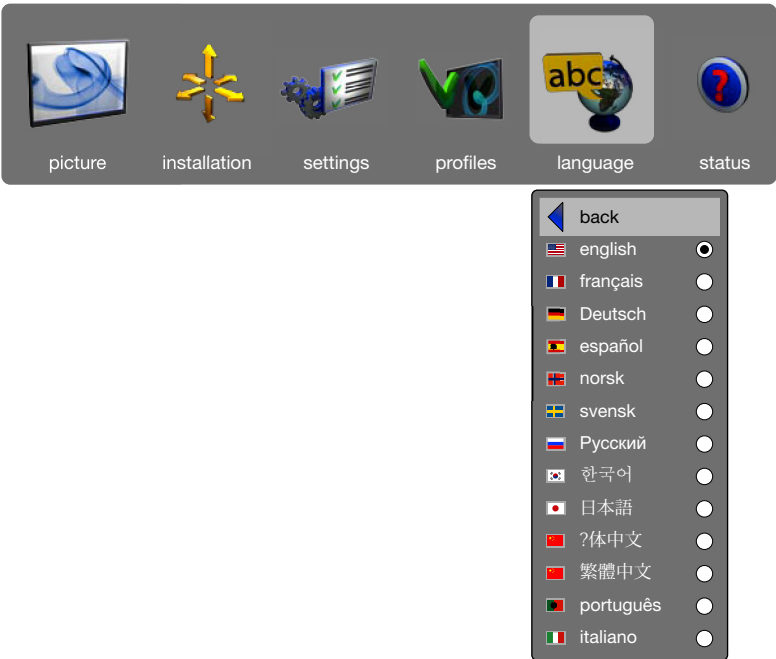 abc
picture installation settings profiles language status
back
english
français
Deutsch
español
norsk
svensk
Русский
한국어
日本語
?体中文
繁體中文
português
italiano